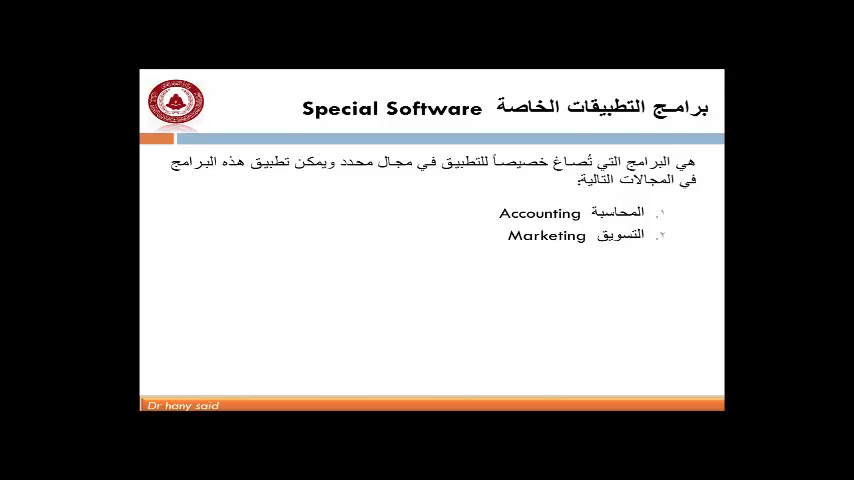 برامج التطبيقات الخاصة Special Software
هي البرامج التي تُصاغ خصيصاً للتطبيق في مجال محدد ويمكن تطبيق هذه البرامج
في المجالات التالية:
١. المحاسبة Accounting
٢. التسويق Marketing
Dr hany said